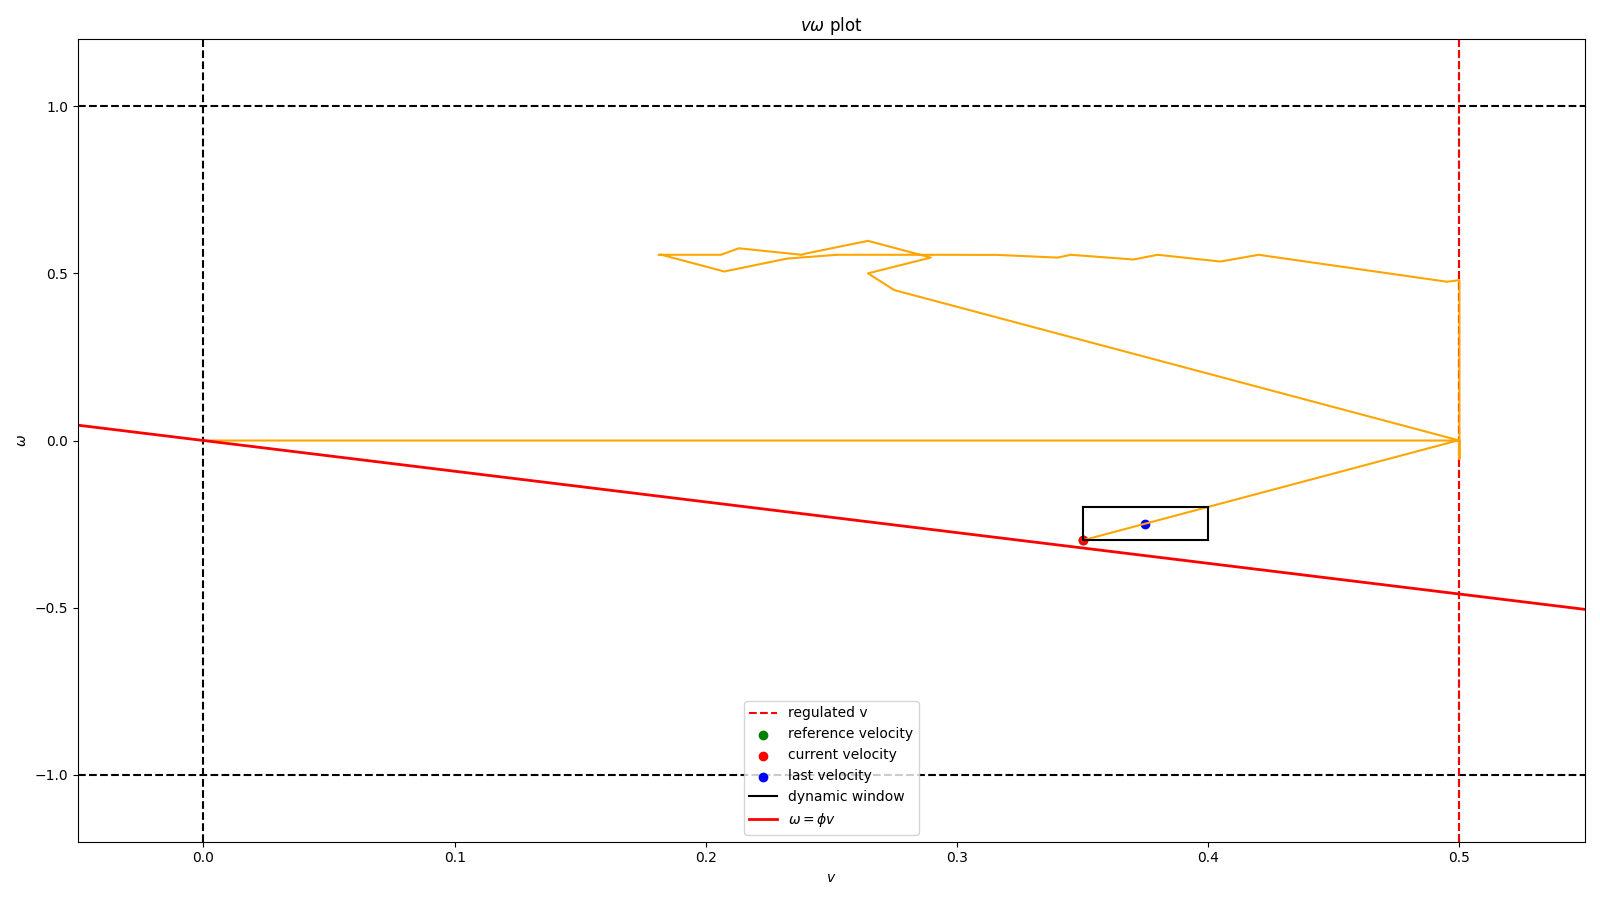 vω plot
1.0
0.5
0.0
−0.5
−1.0
ω
0.0 0.1 0.2 0.3 0.4 0.5
v
regulated v
reference velocity
current velocity
last velocity
dynamic window
ω = ϕv